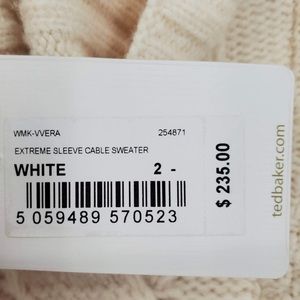 WMK-VVERA 254871
EXTREME SLEEVE CABLE SWEATER
WHITE 2 -
5 059489 570523
$ 235.00
tedbaker.com